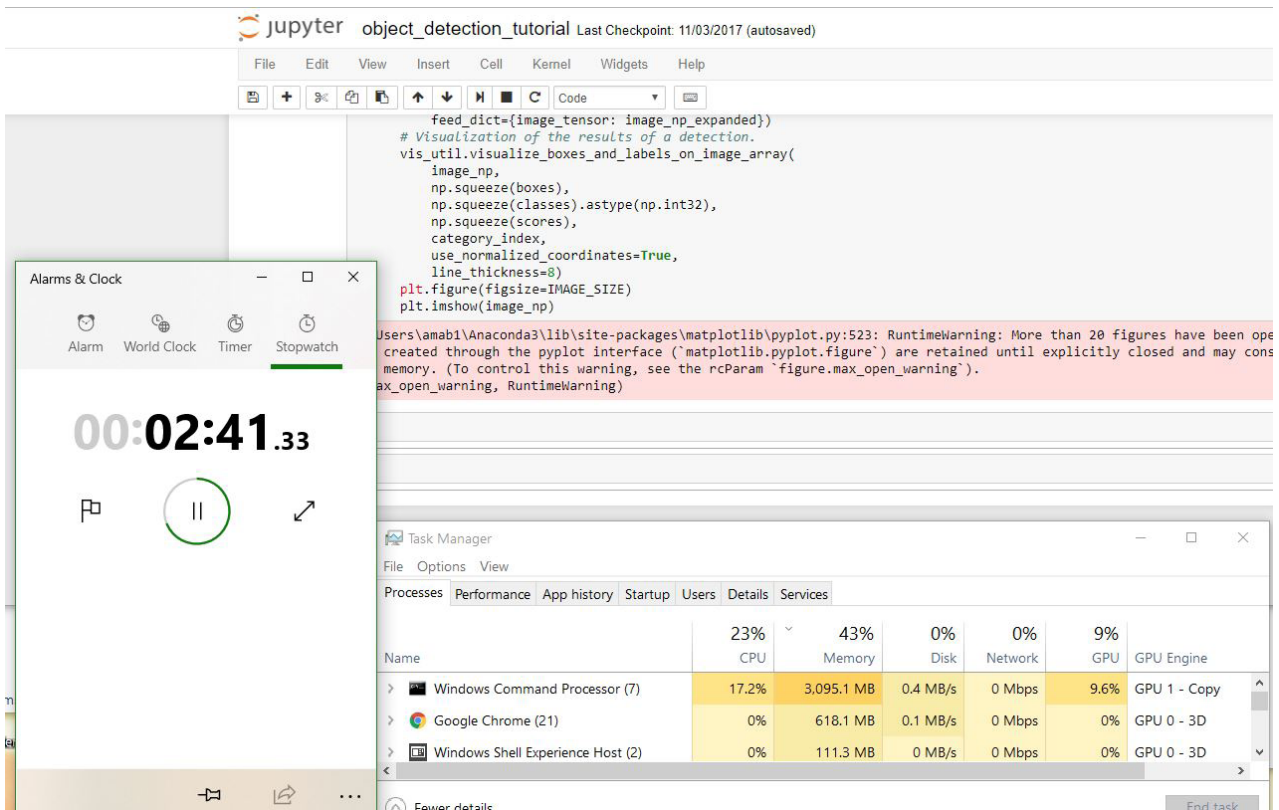 jupyter object_detection_tutorial Last Checkpoint: 11/03/2017 (autosaved)
File Edit View Insert Cell Kernel Widgets Help
Code
feed_dict={image_tensor: image_np_expanded})
# Visualization of the results of a detection.
vis_util.visualize_boxes_and_labels_on_image_array(
image_np,
np.squeeze(boxes),
np.squeeze(classes).astype(np.int32),
np.squeeze(scores),
category_index,
use_normalized_coordinates=True,
line_thickness=8)
plt.figure(figsize=IMAGE_SIZE)
plt.imshow(image_np)
Users\amab1\Anaconda3\lib\site-packages\matplotlib\pyplot.py:523: RuntimeWarning: More than 20 figures have been ope
created through the pyplot interface (`matplotlib.pyplot.figure`) are retained until explicitly closed and may cons
memory. (To control this warning, see the rcParam `figure.max_open_warning`).
ax_open_warning, RuntimeWarning)
Alarms & Clock
Alarm World Clock Timer Stopwatch
00:02:41.33
Task Manager
File Options View
Processes Performance App history Startup Users Details Services
23% 43% 0% 0% 9%
Name CPU Memory Disk Network GPU GPU Engine
Windows Command Processor (7) 17.2% 3,095.1 MB 0.4 MB/s 0 Mbps 9.6% GPU 1 - Copy
Google Chrome (21) 0% 618.1 MB 0.1 MB/s 0 Mbps 0% GPU 0 - 3D
Windows Shell Experience Host (2) 0% 111.3 MB 0 MB/s 0 Mbps 0% GPU 0 - 3D
Fewer details End task